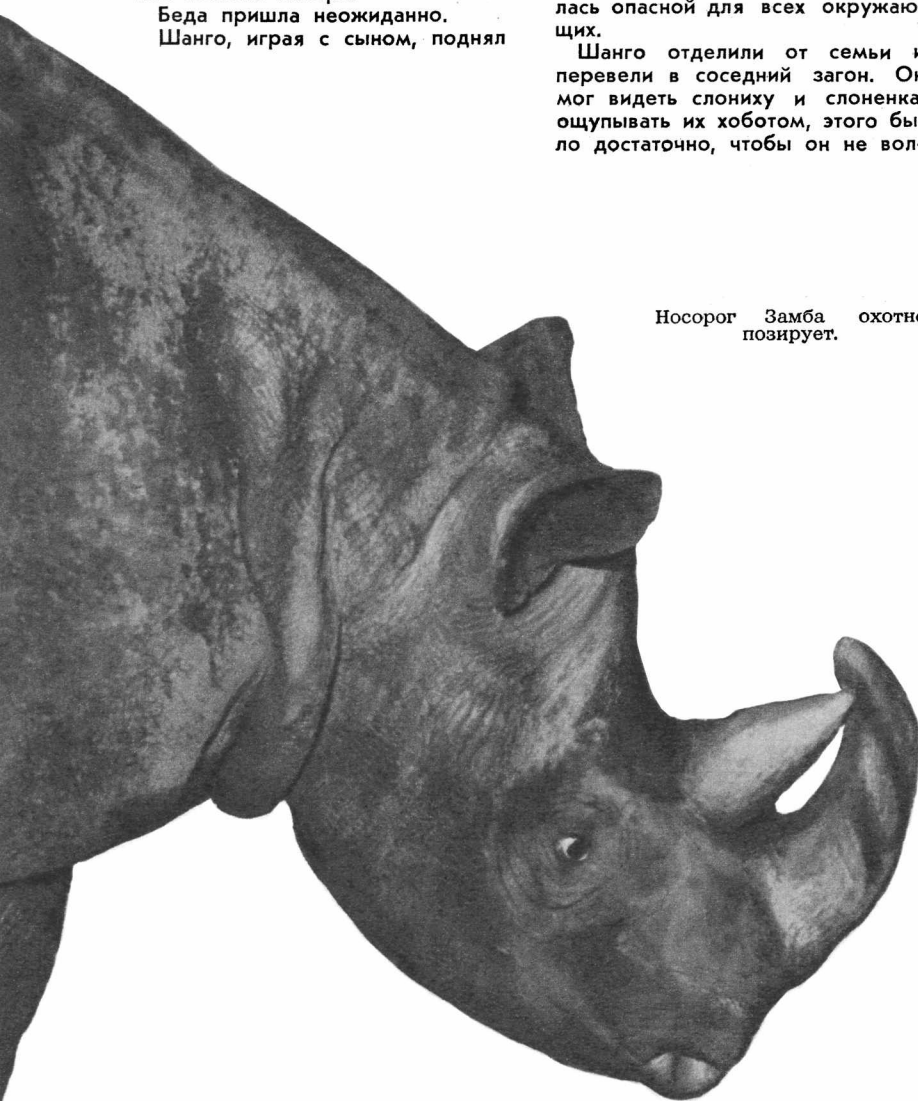 Беда пришла неожиданно.
Шанго, играя с сыном, поднял
лась опасной для всех окружаю
щих.
Шанго отделили от семьи и
перевели в соседний загон. Он
мог видеть слониху и слоненка,
ощупывать их хоботом, этого бы-
ло достаточно, чтобы он не вол-
Носорог Замба охотно
позирует.